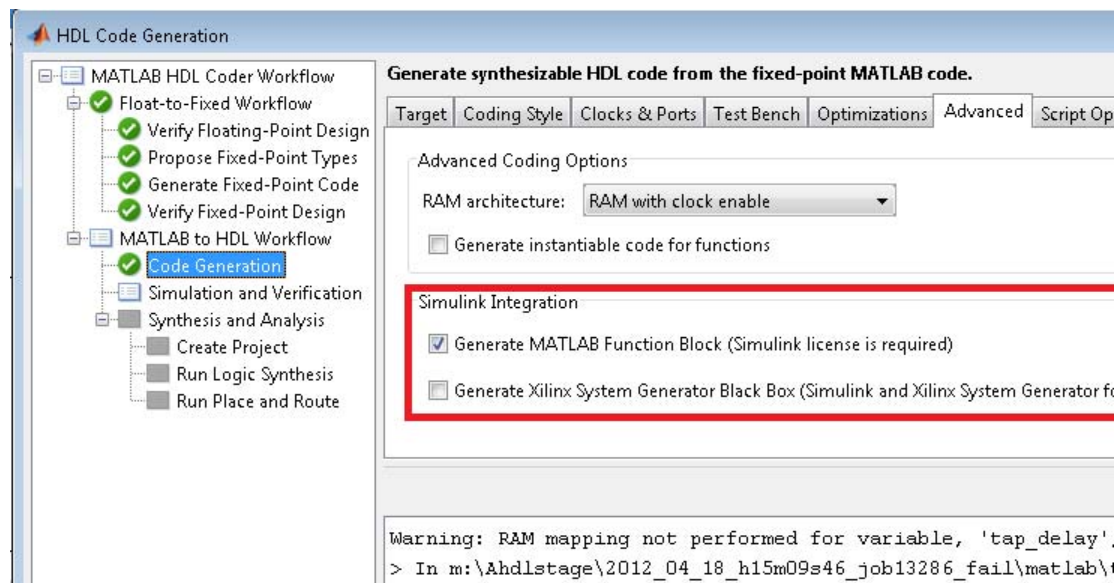 HDL Code Generation
MATLAB HDL Coder Workflow
Float-to-Fixed Workflow
Verify Floating-Point Design
Propose Fixed-Point Types
Generate Fixed-Point Code
Verify Fixed-Point Design
MATLAB to HDL Workflow
Code Generation
Simulation and Verification
Synthesis and Analysis
Create Project
Run Logic Synthesis
Run Place and Route
Generate synthesizable HDL code from the fixed-point MATLAB code.
Target Coding Style Clocks & Ports Test Bench Optimizations Advanced Script Op
Advanced Coding Options
RAM architecture: RAM with clock enable
Generate instantiable code for functions
Simulink Integration
Generate MATLAB Function Block (Simulink license is required)
Generate Xilinx System Generator Black Box (Simulink and Xilinx System Generator fo
Warning: RAM mapping not performed for variable, 'tap_delay'.
> In m:\Ahdlstage\2012_04_18_h15m09s46_job13286_fail\matlab\